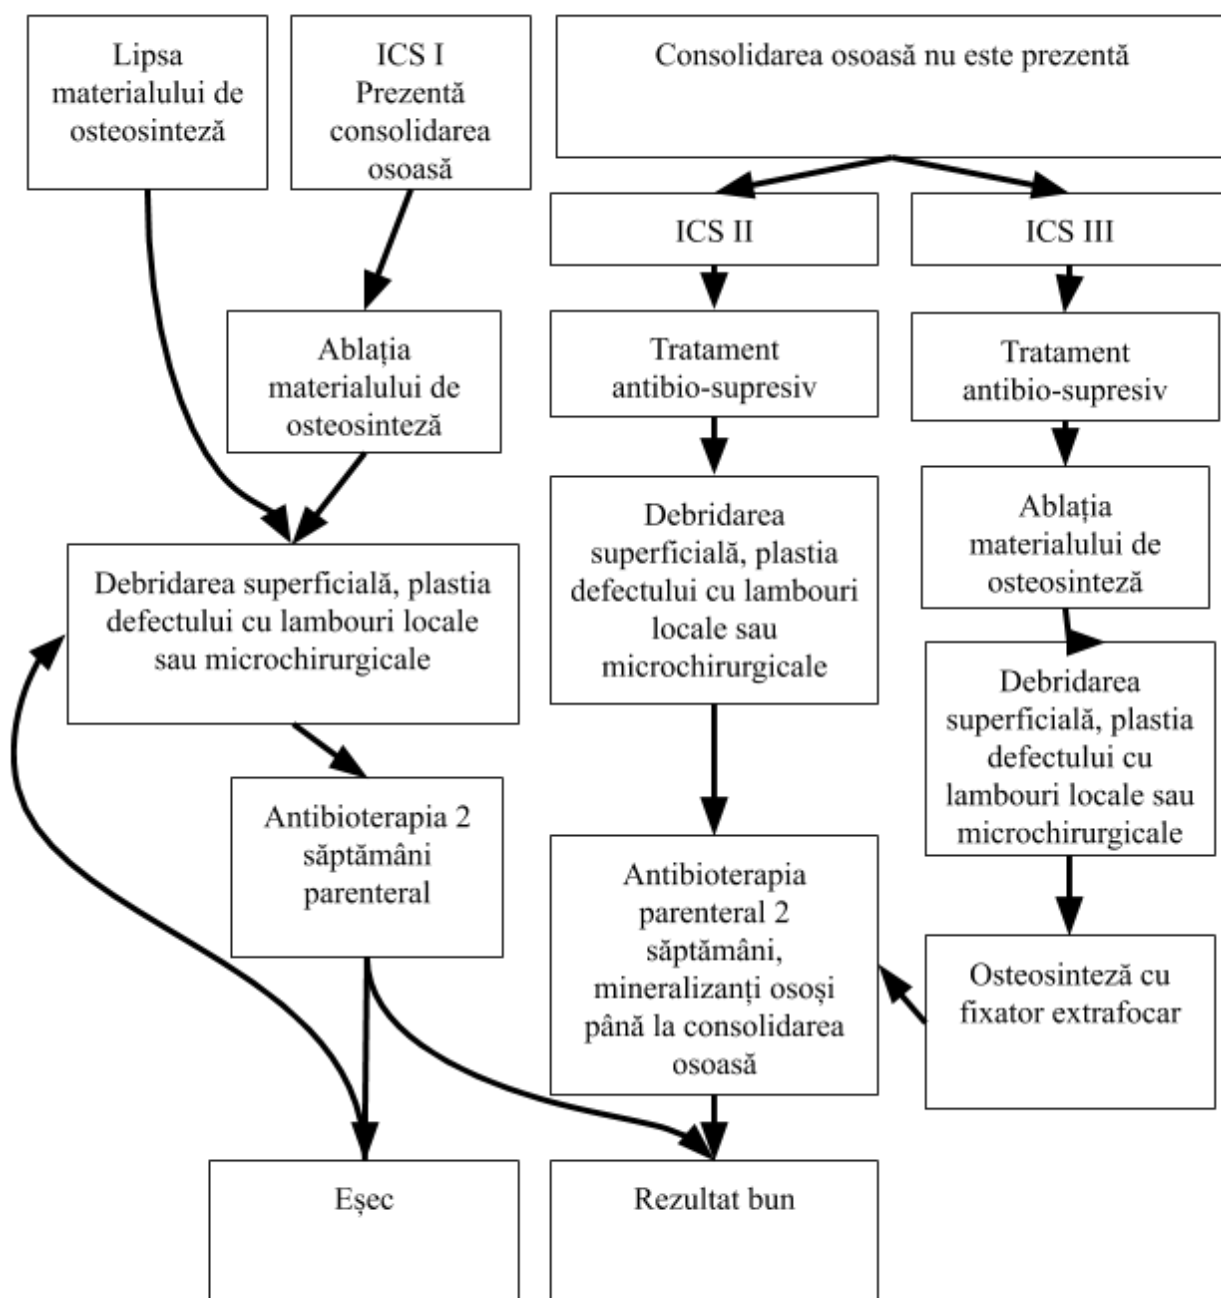 Lipsa
materialului de
osteosinteză
ICS I
Prezentă
consolidarea
osoasă
Consolidarea osoasă nu este prezentă
ICS II
ICS III
Ablația
materialului de
osteosinteză
Tratament
antibio-supresiv
Tratament
antibio-supresiv
Debridarea
superficială, plastia
defectului cu lambouri
locale sau
microchirurgicale
Ablația
materialului de
osteosinteză
Debridarea superficială, plastia
defectului cu lambouri locale
sau microchirurgicale
Debridarea
superficială, plastia
defectului cu
lambouri locale sau
microchirurgicale
Antibioterapia 2
săptămâni
parenteral
Antibioterapia
parenteral 2
săptămâni,
mineralizanți osoși
până la consolidarea
osoasă
Osteosinteză cu
fixator extrafocar
Eșec
Rezultat bun